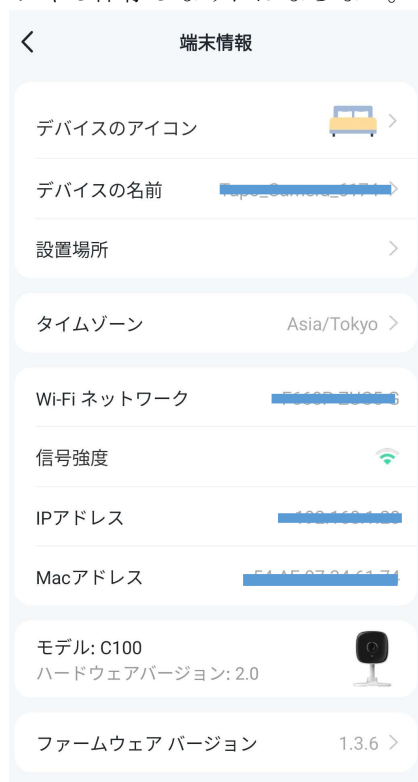 端末情報
デバイスのアイコン
デバイスの名前
設置場所
タイムゾーン Asia/Tokyo
Wi-Fi ネットワーク
信号強度
IPアドレス
Macアドレス
モデル: C100
ハードウェアバージョン: 2.0
ファームウェア バージョン 1.3.6